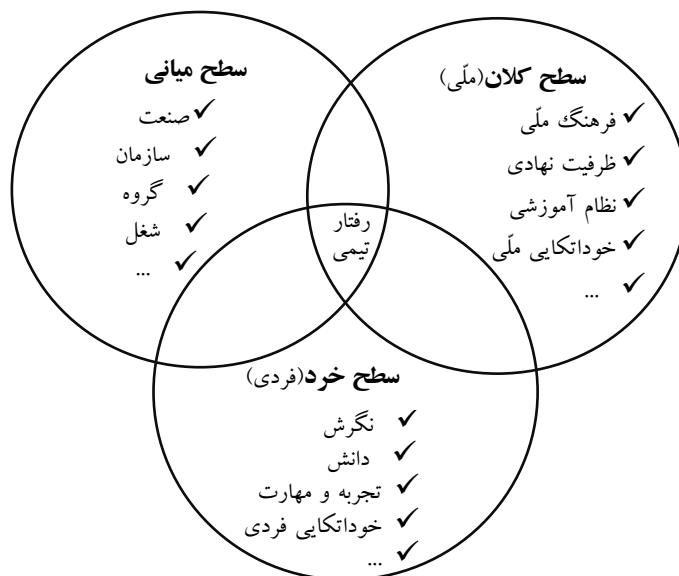 سطح کلان(ملّی)
فرهنگ ملّی
ظرفیت نهادی
نظام آموزشی
خوداتکایی ملّی
...
سطح میانی
صنعت
سازمان
گروه
شغل
...
رفتار
تیمی
سطح خرد(فردی)
نگرش
دانش
تجربه و مهارت
خوداتکایی فردی
...